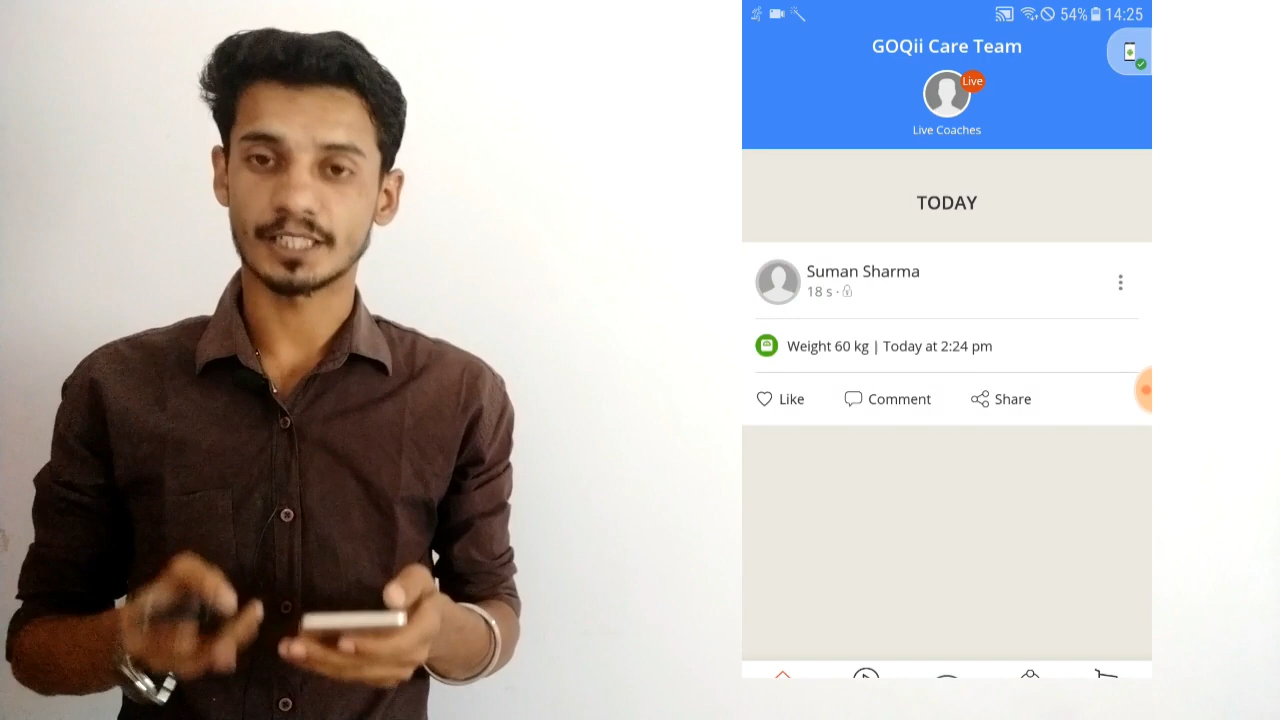 54% 14:25
GOQii Care Team
Live
Live Coaches
TODAY
Suman Sharma
18 s ·
Weight 60 kg | Today at 2:24 pm
Like Comment Share